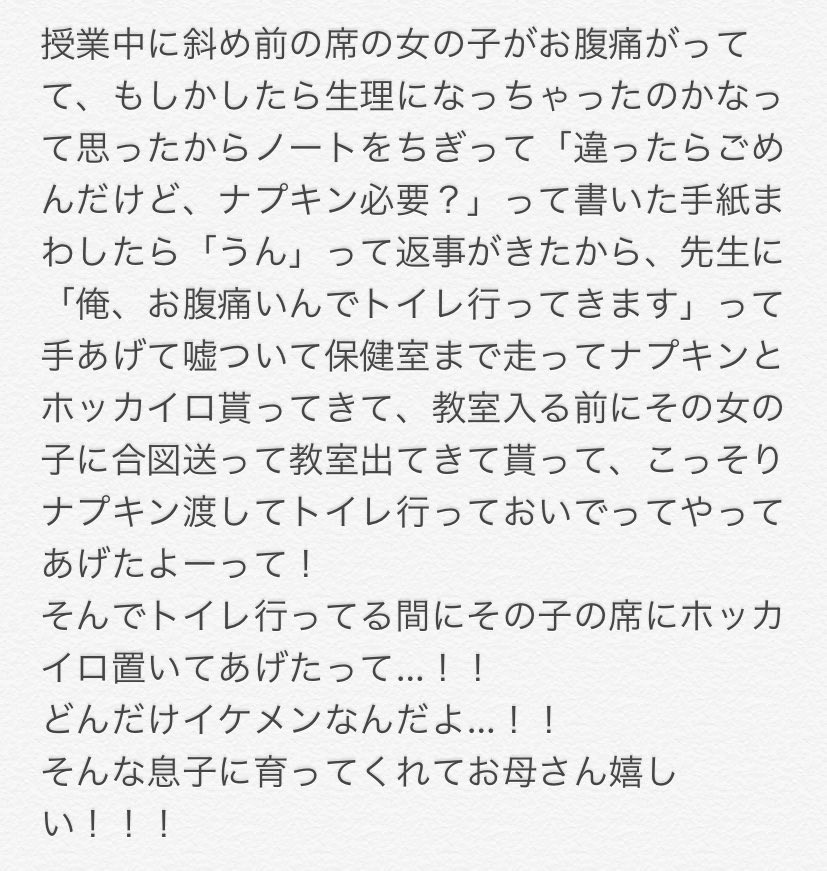 授業中に斜め前の席の女の子がお腹痛がって
て、もしかしたら生理になっちゃったのかなっ
て思ったからノートをちぎって「違ったらごめ
んだけど、ナプキン必要？」って書いた手紙ま
わしたら「うん」って返事がきたから、先生に
「俺、お腹痛いんでトイレ行ってきます」って
手あげて嘘ついて保健室まで走ってナプキンと
ホッカイロ貰ってきて、教室入る前にその女の
子に合図送って教室出てきて貰って、こっそり
ナプキン渡してトイレ行っておいでってやって
あげたよーって！
そんでトイレ行ってる間にその子の席にホッカ
イロ置いてあげたって…！！
どんだけイケメンなんだよ…！！
そんな息子に育ってくれてお母さん嬉し
い！！！